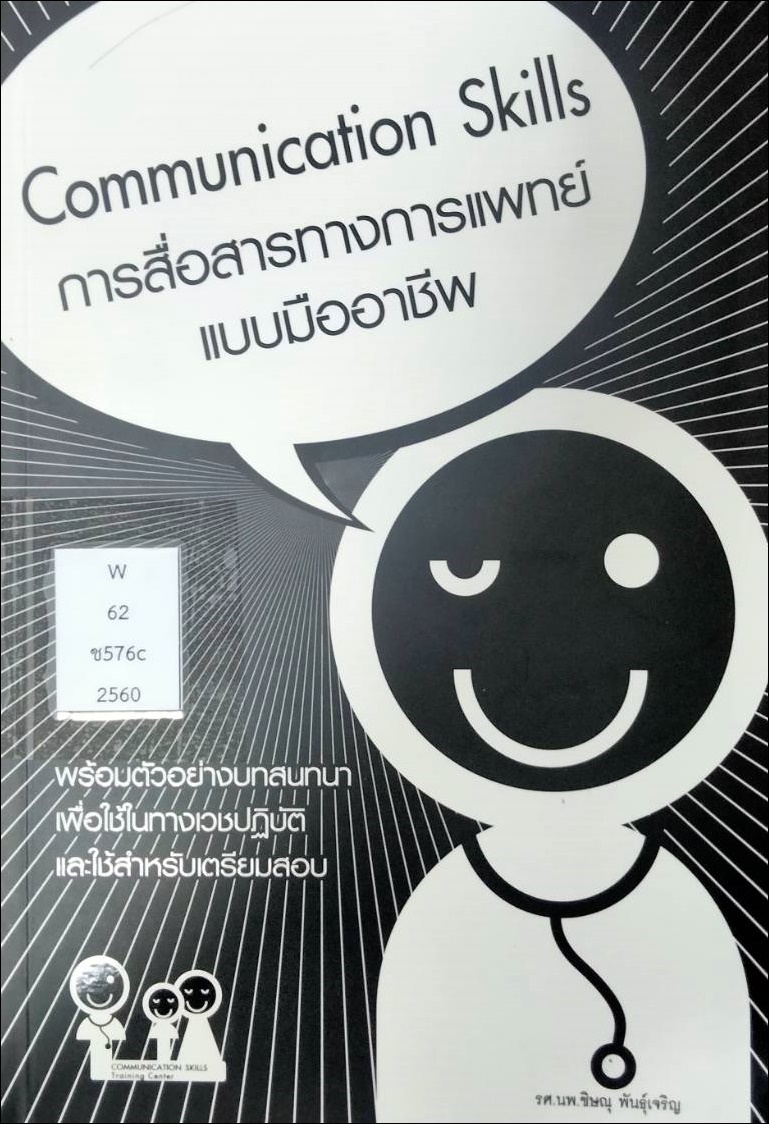 Communication Skills
การสื่อสารทางการแพทย์
แบบมืออาชีพ
W
62
ช576c
2560
พร้อมตัวอย่างบทสนทนา
เพื่อใช้ในทางเวชปฏิบัติ
และใช้สำหรับเตรียมสอบ
COMMUNICATION SKILLS
Training Center
รศ.นพ.ชิษณุ พันธุ์เจริญ